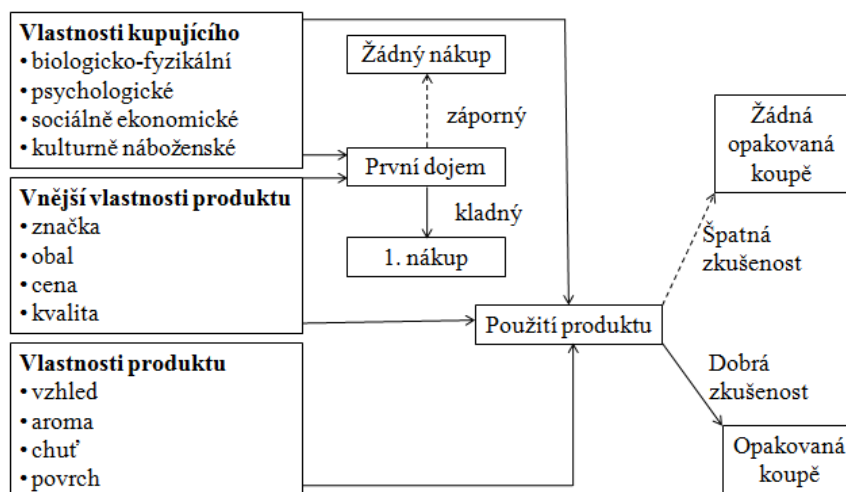 Vlastnosti kupujícího
• biologicko-fyzikální
• psychologické
• sociálně ekonomické
• kulturně náboženské
Vnější vlastnosti produktu
• značka
• obal
• cena
• kvalita
Vlastnosti produktu
• vzhled
• aroma
• chuť
• povrch
Žádný nákup
záporný
První dojem
kladný
1. nákup
Použití produktu
Žádná
opakovaná
koupě
Špatná
zkušenost
Dobrá
zkušenost
Opakovaná
koupě